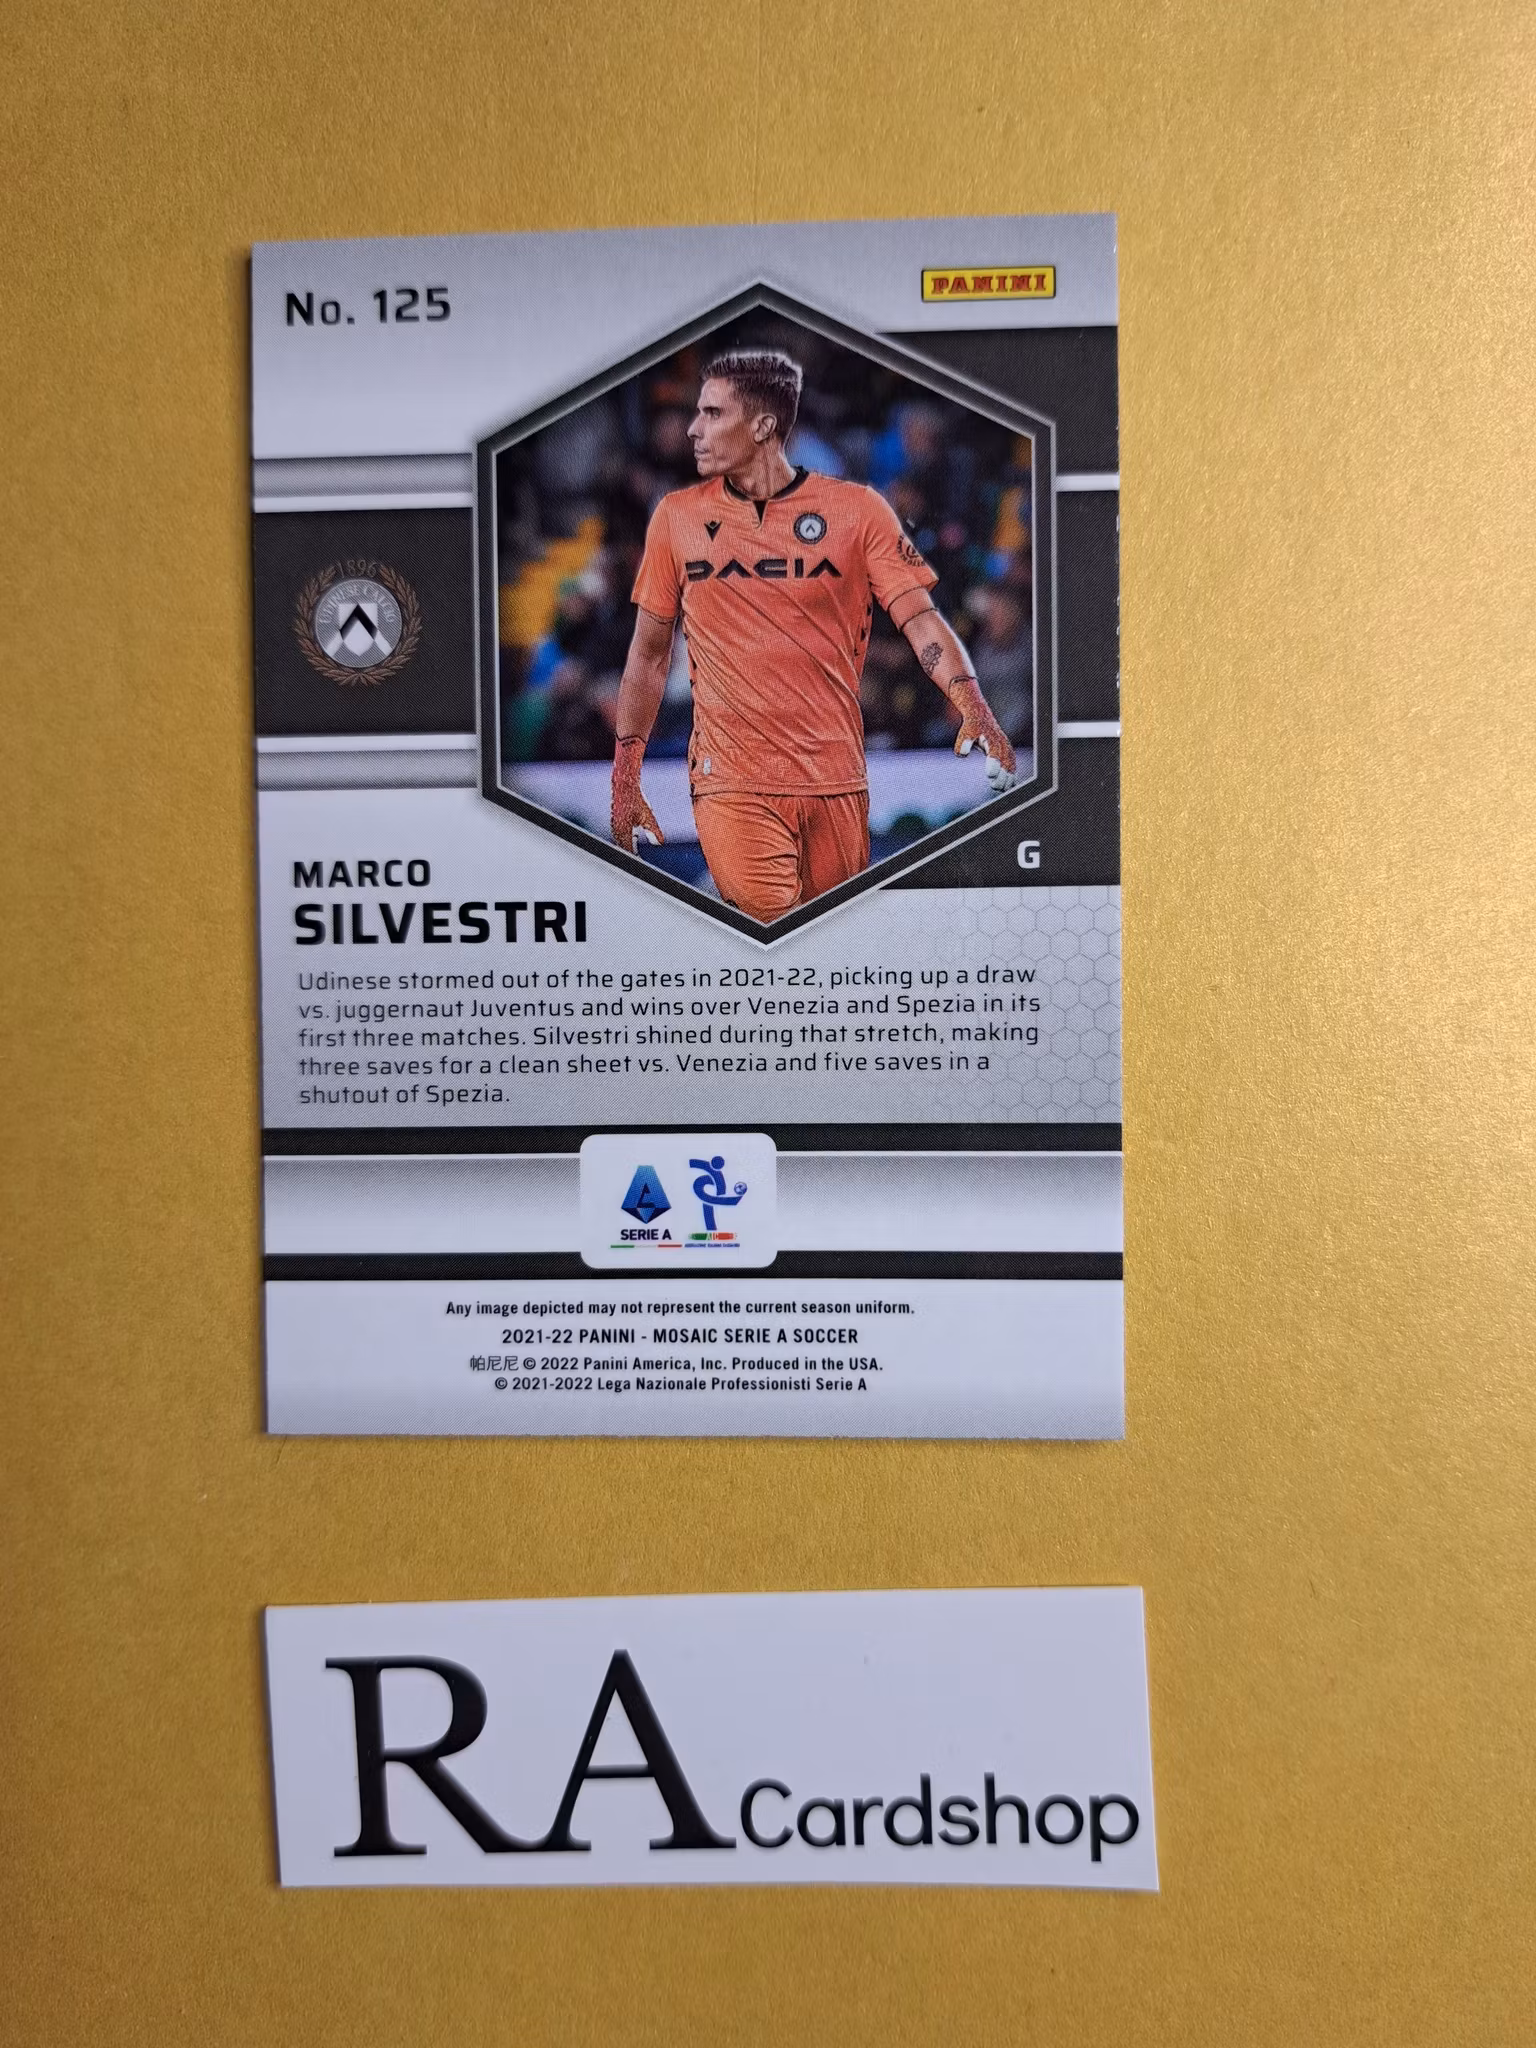 No. 125
PANINI
DACIA
1896
UDINESE CALCIO
G
MARCO
SILVESTRI
Udinese stormed out of the gates in 2021-22, picking up a draw
vs. juggernaut Juventus and wins over Venezia and Spezia in its
first three matches. Silvestri shined during that stretch, making
three saves for a clean sheet vs. Venezia and five saves in a
shutout of Spezia.
SERIE A
AIC
Any image depicted may not represent the current season uniform.
2021-22 PANINI - MOSAIC SERIE A SOCCER
帕尼尼 © 2022 Panini America, Inc. Produced in the USA.
© 2021-2022 Lega Nazionale Professionisti Serie A
RA Cardshop